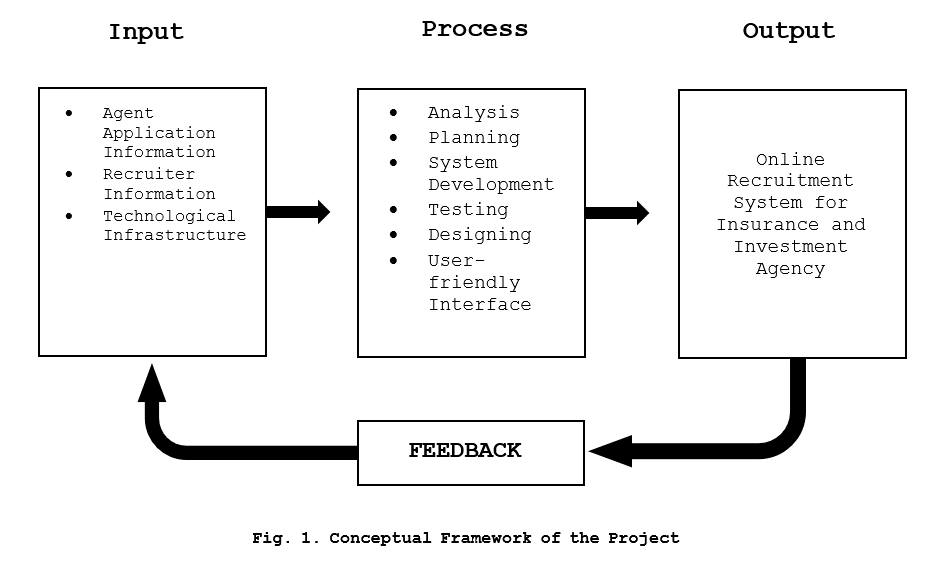 Input
Process
Output
• Agent
Application
Information
• Recruiter
Information
• Technological
Infrastructure
• Analysis
• Planning
• System
Development
• Testing
• Designing
• User-
friendly
Interface
Online
Recruitment
System for
Insurance and
Investment
Agency
FEEDBACK
Fig. 1. Conceptual Framework of the Project